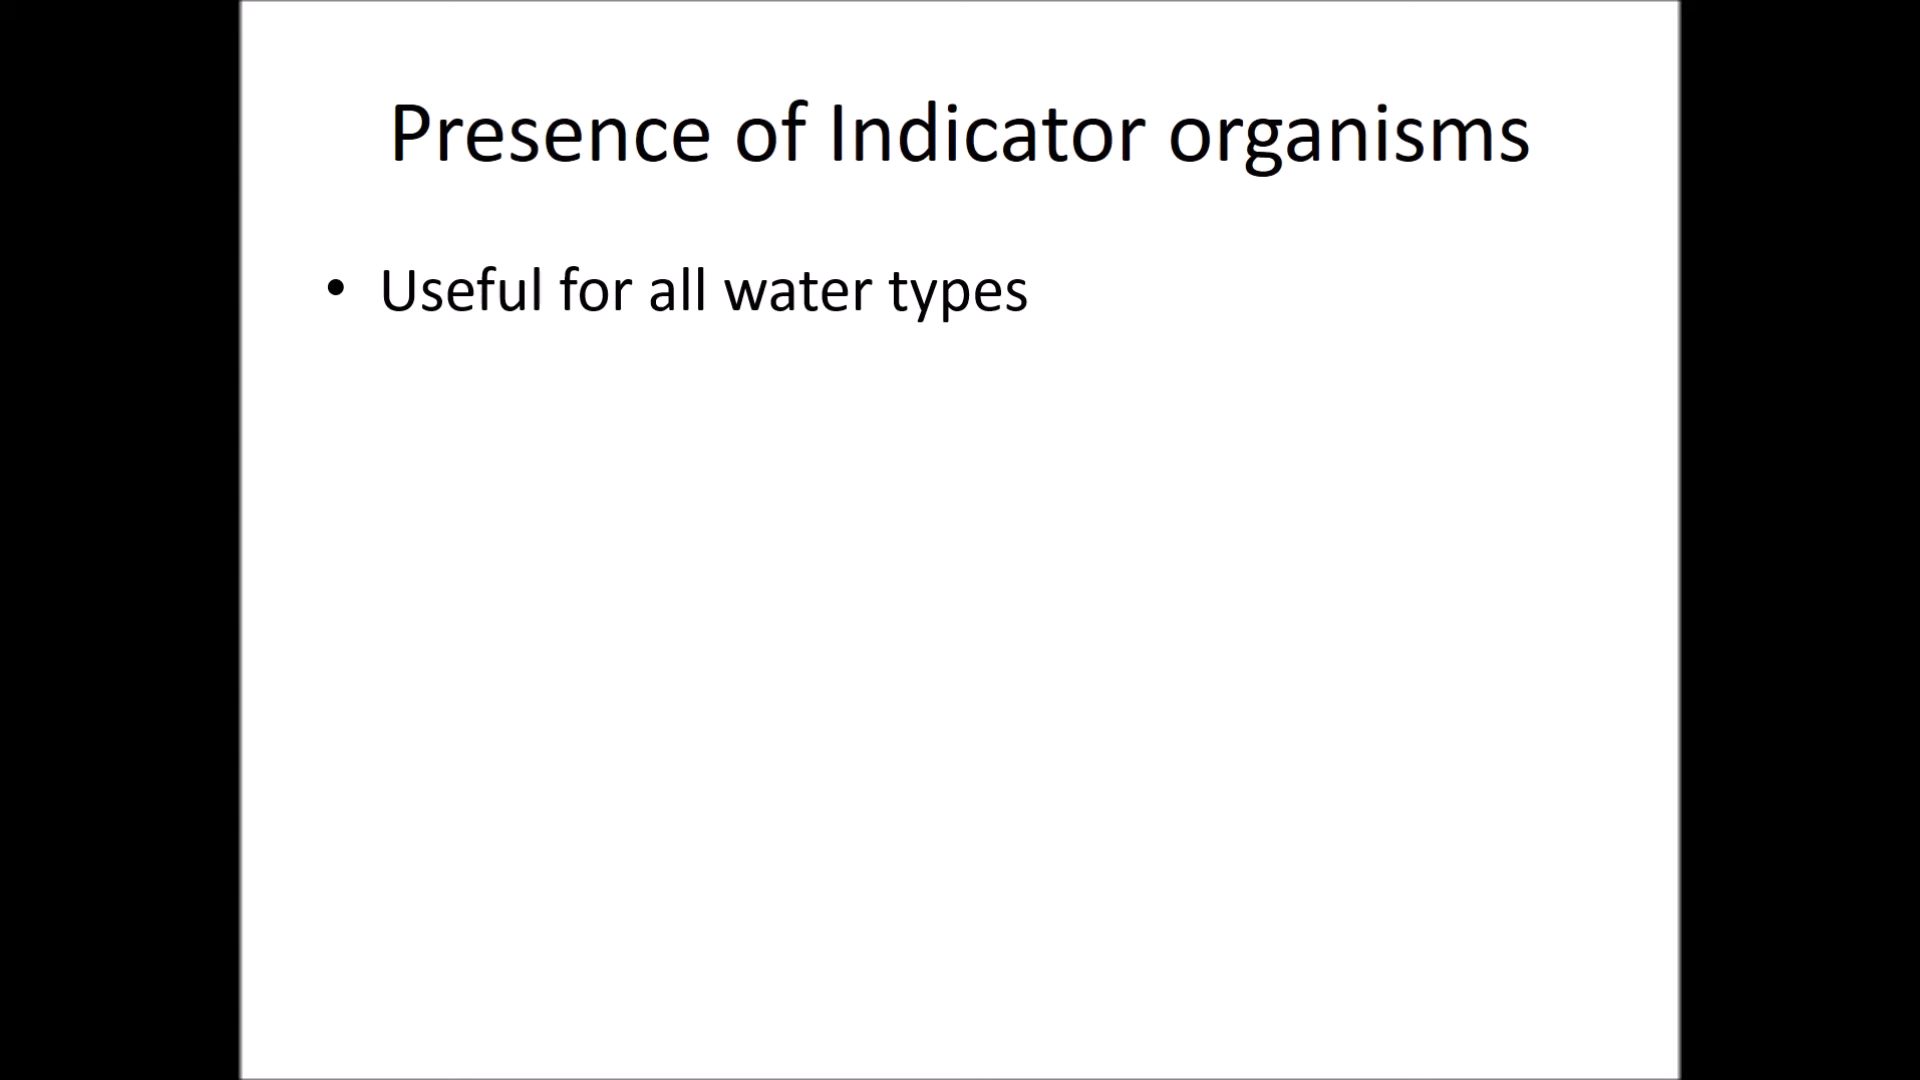 Presence of Indicator organisms
• Useful for all water types